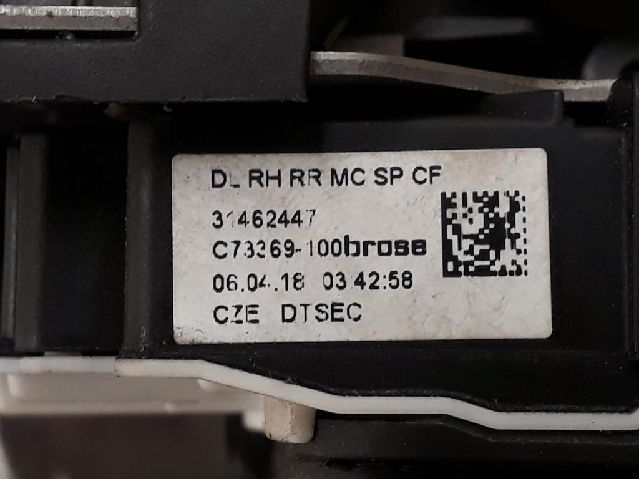 DL RH RR MC SP CF
31462447
C73369-100brose
06.04.18 03:42:58
CZE DTSEC